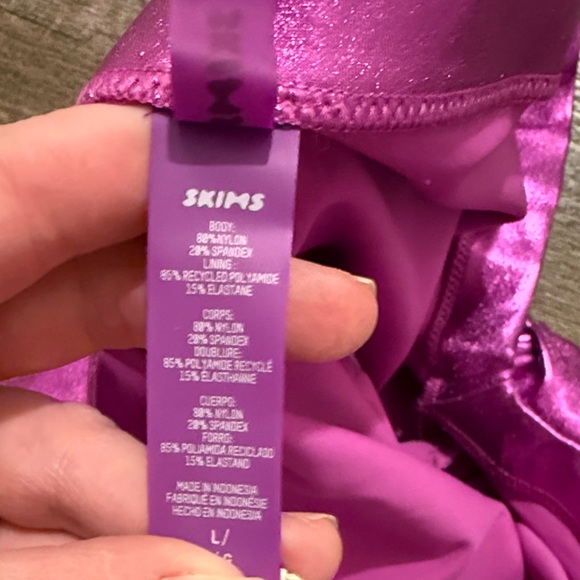 SKIMS
BODY:
80%NYLON
20% SPANDEX
LINING:
85% RECYCLED POLYAMIDE
15% ELASTANE
CORPS:
80% NYLON
20% SPANDEX
DOUBLURE:
85% POLYAMIDE RECYCLÉ
15% ÉLASTHANNE
CUERPO:
80% NYLON
20% SPANDEX
FORRO:
85% POLIAMIDA RECICLADO
15% ELASTANO
MADE IN INDONESIA
FABRIQUÉ EN INDONÉSIE
HECHO EN INDONESIA
L/